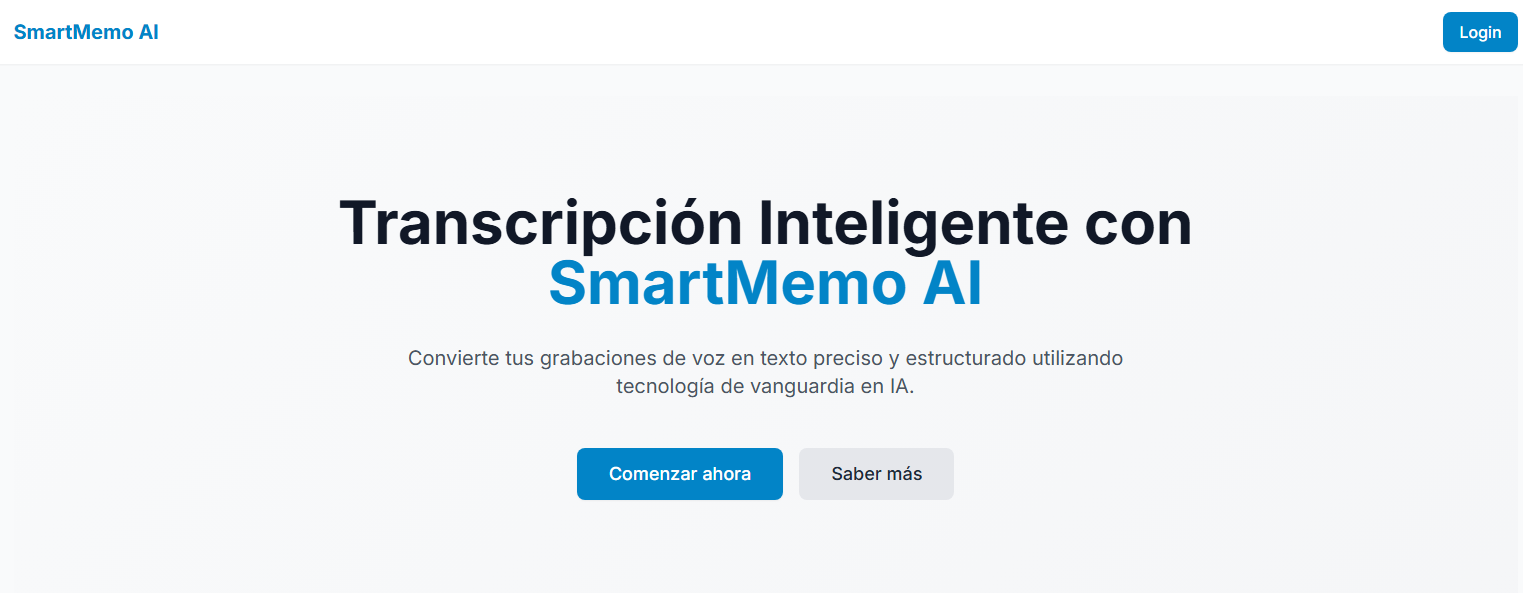 SmartMemo AI
Login
Transcripción Inteligente con
SmartMemo AI
Convierte tus grabaciones de voz en texto preciso y estructurado utilizando
tecnología de vanguardia en IA.
Comenzar ahora
Saber más